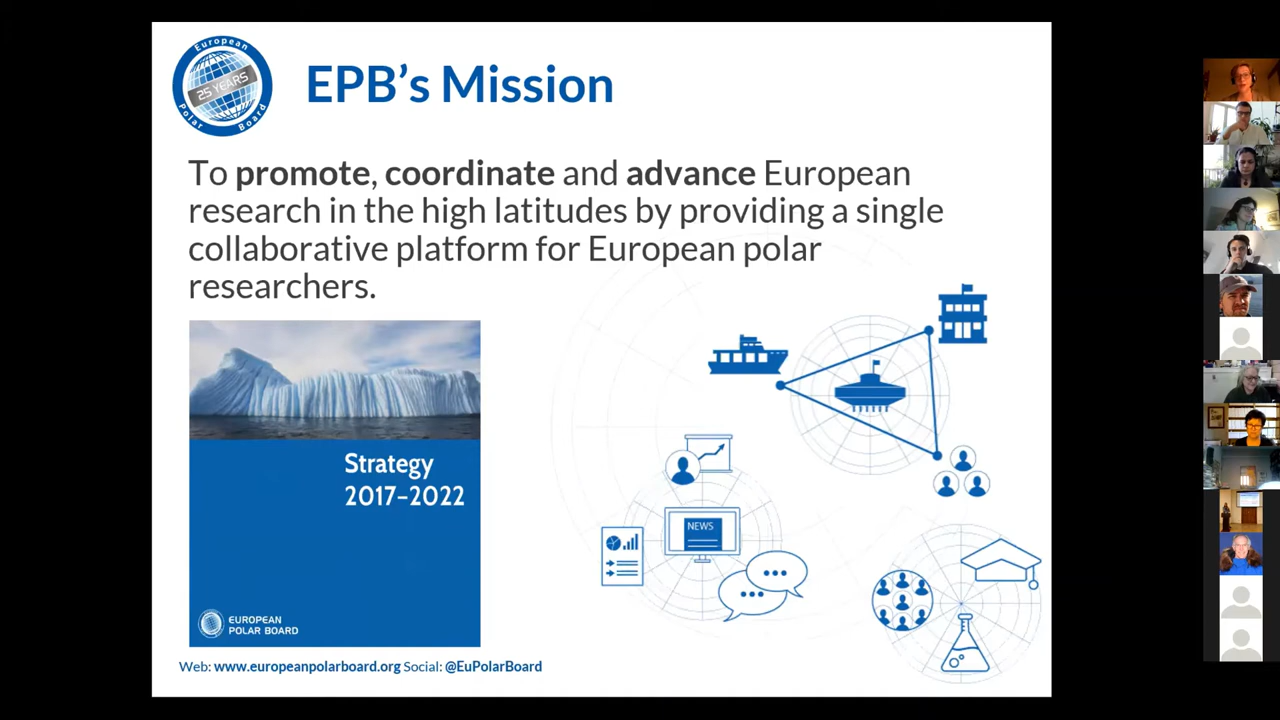 European
25 YEARS
Polar Board
EPB's Mission
To promote, coordinate and advance European
research in the high latitudes by providing a single
collaborative platform for European polar
researchers.
Strategy
2017–2022
EUROPEAN
POLAR BOARD
NEWS
Web: www.europeanpolarboard.org Social: @EuPolarBoard